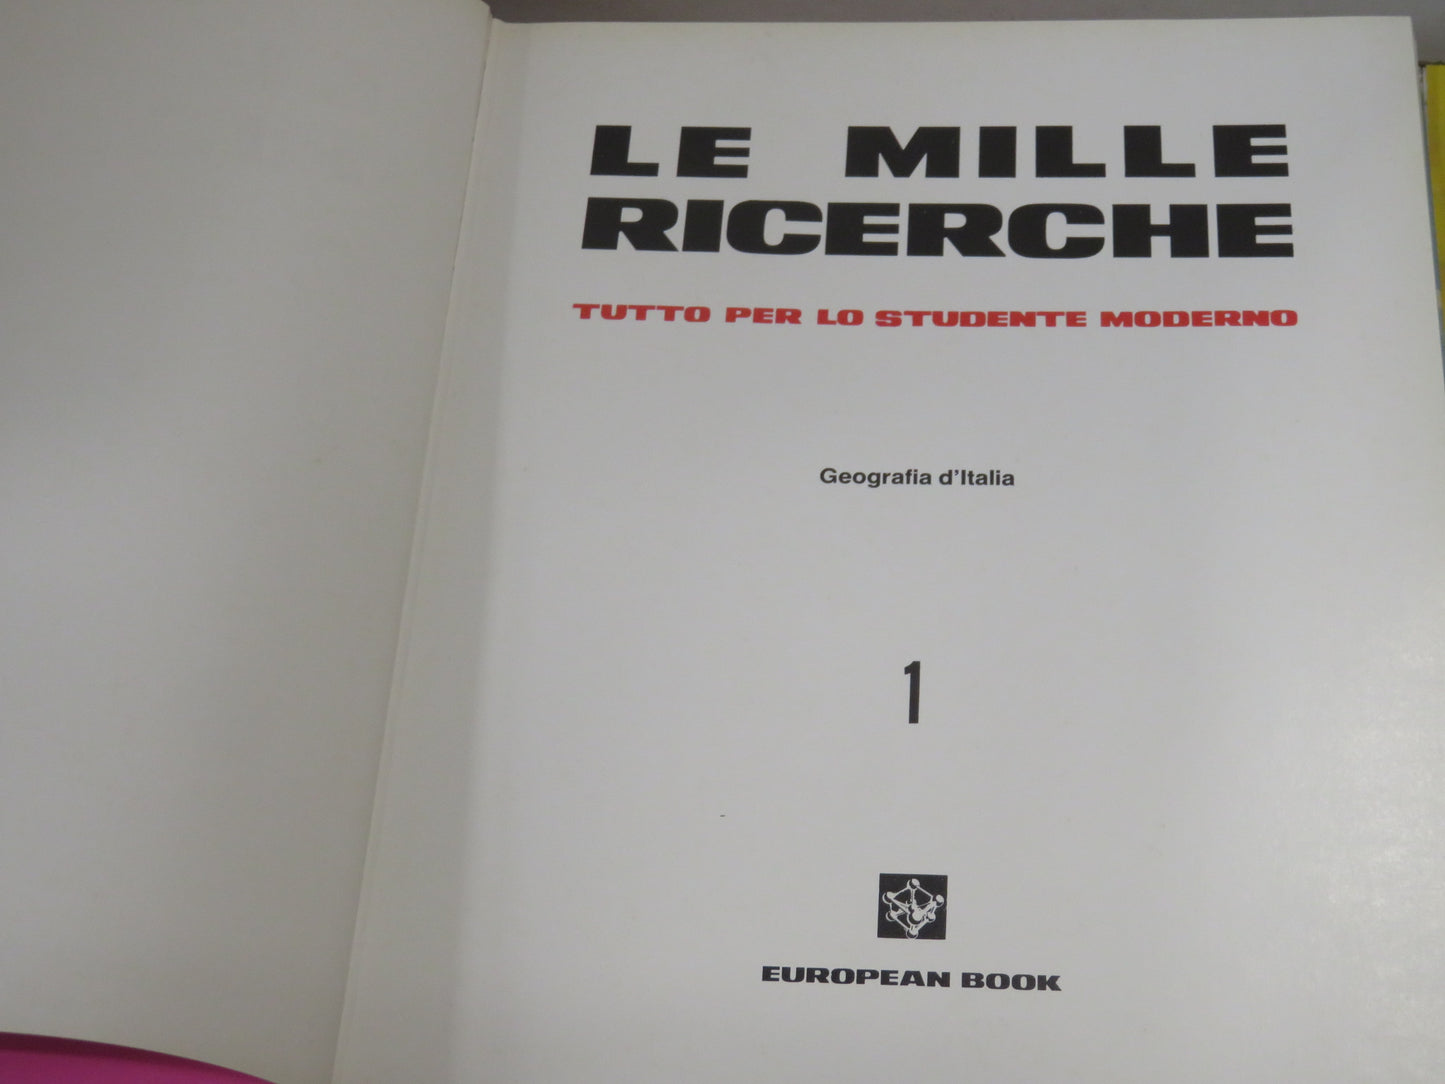 LE MILLE
RICERCHE
TUTTO PER LO STUDENTE MODERNO
Geografia d'Italia
1
EUROPEAN BOOK